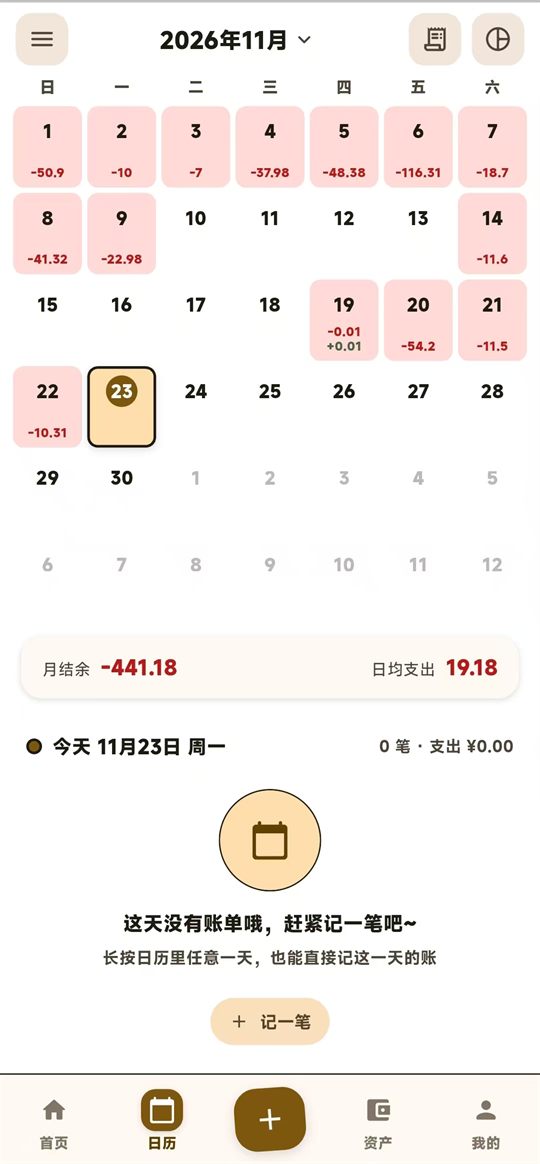 2026年11月
日 一 二 三 四 五 六
1 2 3 4 5 6 7
-50.9 -10 -7 -37.98 -48.38 -116.31 -18.7
8 9 10 11 12 13 14
-41.32 -22.98 -11.6
15 16 17 18 19 20 21
-0.01
+0.01 -54.2 -11.5
22 23 24 25 26 27 28
-10.31
29 30 1 2 3 4 5
6 7 8 9 10 11 12
月结余 -441.18 日均支出 19.18
今天 11月23日 周一 0 笔 · 支出 ¥0.00
这天没有账单哦，赶紧记一笔吧~
长按日历里任意一天，也能直接记这一天的账
+ 记一笔
首页 日历 + 资产 我的